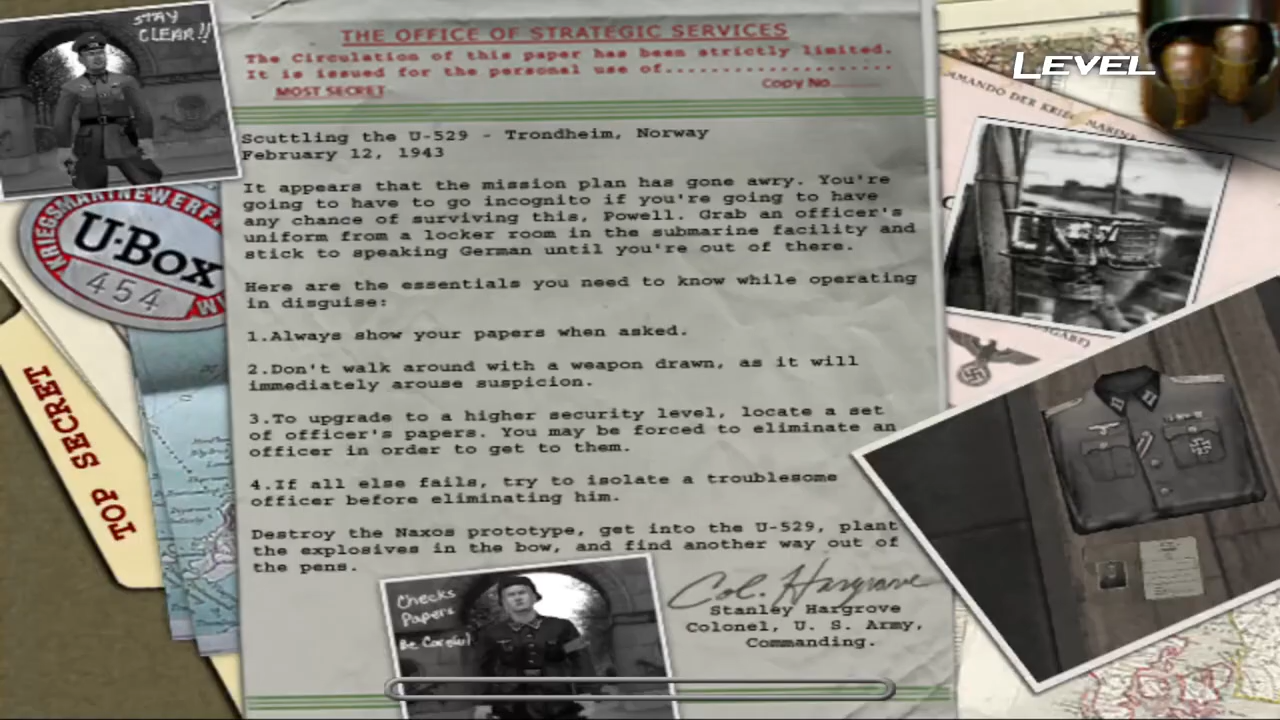 STAY
CLEAR!!
THE OFFICE OF STRATEGIC SERVICES
The Circulation of this paper has been strictly limited.
It is issued for the personal use of....................
MOST SECRET
Copy No.
LEVEL
Scuttling the U-529 - Trondheim, Norway
February 12, 1943
It appears that the mission plan has gone awry. You're
going to have to go incognito if you're going to have
any chance of surviving this, Powell. Grab an officer's
uniform from a locker room in the submarine facility and
stick to speaking German until you're out of there.
Here are the essentials you need to know while operating
in disguise:
1.Always show your papers when asked.
2.Don't walk around with a weapon drawn, as it will
immediately arouse suspicion.
3.To upgrade to a higher security level, locate a set
of officer's papers. You may be forced to eliminate an
officer in order to get to them.
4.If all else fails, try to isolate a troublesome
officer before eliminating him.
Destroy the Naxos prototype, get into the U-529, plant
the explosives in the bow, and find another way out of
the pens.
Col. Hargrave
Stanley Hargrove
Colonel, U. S. Army,
Commanding.
Checks
Papers
Be Careful
KRIEGSMARINEWERF
U-Box
454
TOP SECRET
MANDO DER KRIEGSMARINE